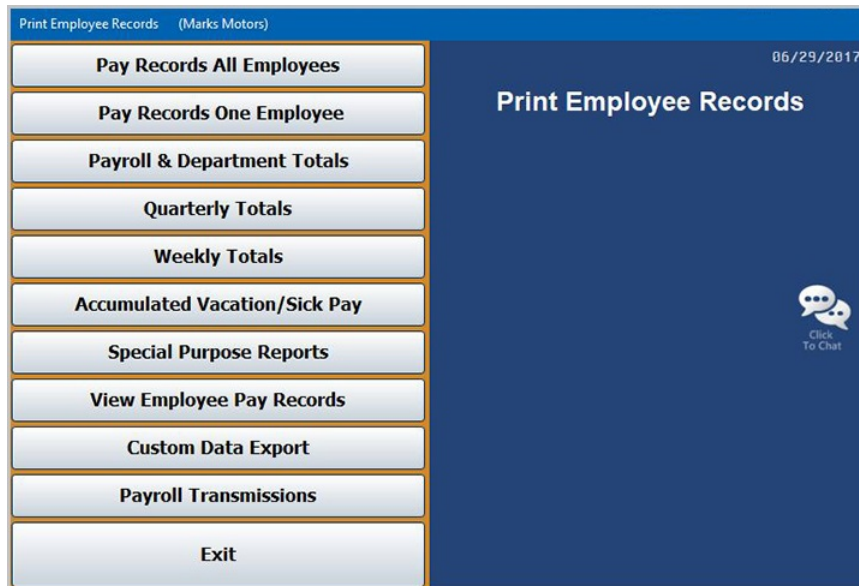 Print Employee Records (Marks Motors)
06/29/2017
Print Employee Records
Pay Records All Employees
Pay Records One Employee
Payroll & Department Totals
Quarterly Totals
Weekly Totals
Accumulated Vacation/Sick Pay
Special Purpose Reports
View Employee Pay Records
Custom Data Export
Payroll Transmissions
Exit
Click
To Chat